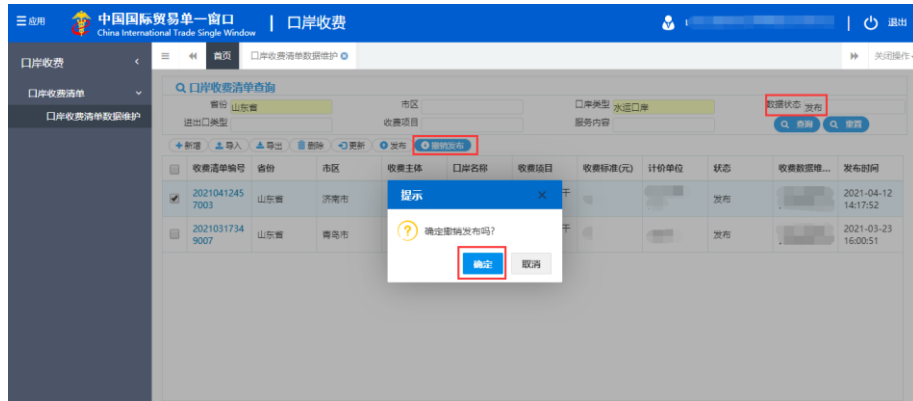 三应用 中国国际贸易单一窗口 | 口岸收费 退出
China International Trade Single Window
口岸收费
首页 口岸收费清单数据维护 关闭操作
口岸收费清单
口岸收费清单数据维护
口岸收费清单查询
省份 山东省 市区 口岸类型 水运口岸 数据状态 发布
进出口类型 收费项目 服务内容 查询 重置
新增 导入 导出 删除 更新 发布 撤销发布
收费清单编号 省份 市区 收费主体 口岸名称 收费项目 收费标准(元) 计价单位 状态 收费数据维... 发布时间
2021041245 山东省 济南市 干 发布 2021-04-12
7003 14:17:52
2021031734 山东省 青岛市 干 发布 2021-03-23
9007 16:00:51
提示
确定撤销发布吗?
确定 取消